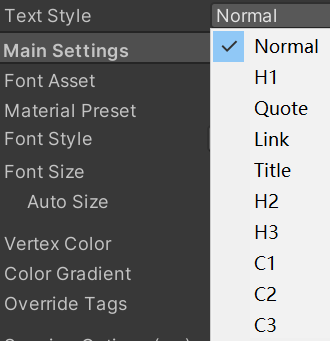 Text Style Normal
Main Settings Normal
Font Asset H1
Material Preset Quote
Font Style Link
Font Size Title
Auto Size H2
Vertex Color H3
Color Gradient C1
Override Tags C2
C3